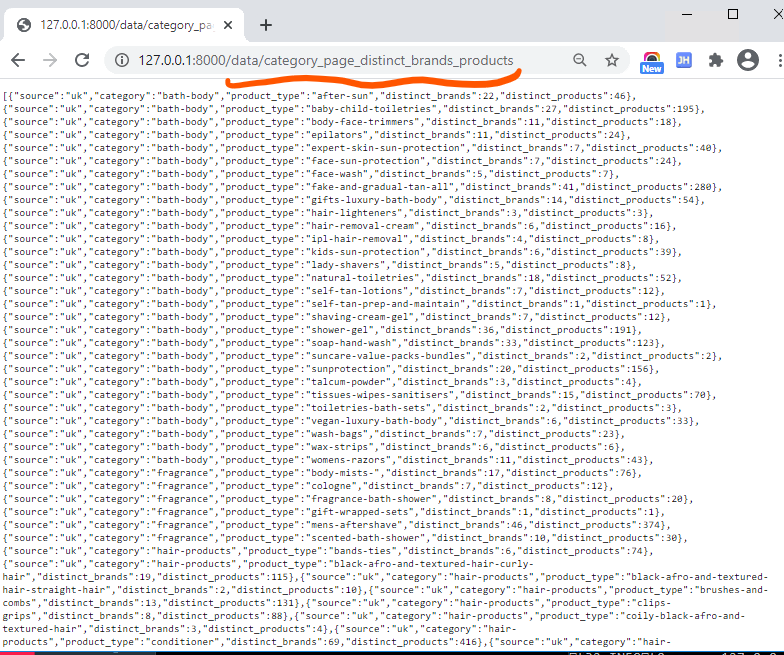 127.0.0.1:8000/data/category_pa
127.0.0.1:8000/data/category_page_distinct_brands_products
New
JH
[{"source":"uk","category":"bath-body","product_type":"after-sun","distinct_brands":22,"distinct_products":46},
{"source":"uk","category":"bath-body","product_type":"baby-child-toiletries","distinct_brands":27,"distinct_products":195},
{"source":"uk","category":"bath-body","product_type":"body-face-trimmers","distinct_brands":11,"distinct_products":18},
{"source":"uk","category":"bath-body","product_type":"epilators","distinct_brands":11,"distinct_products":24},
{"source":"uk","category":"bath-body","product_type":"expert-skin-sun-protection","distinct_brands":7,"distinct_products":40},
{"source":"uk","category":"bath-body","product_type":"face-sun-protection","distinct_brands":7,"distinct_products":24},
{"source":"uk","category":"bath-body","product_type":"face-wash","distinct_brands":5,"distinct_products":7},
{"source":"uk","category":"bath-body","product_type":"fake-and-gradual-tan-all","distinct_brands":41,"distinct_products":280},
{"source":"uk","category":"bath-body","product_type":"gifts-luxury-bath-body","distinct_brands":14,"distinct_products":54},
{"source":"uk","category":"bath-body","product_type":"hair-lighteners","distinct_brands":3,"distinct_products":3},
{"source":"uk","category":"bath-body","product_type":"hair-removal-cream","distinct_brands":6,"distinct_products":16},
{"source":"uk","category":"bath-body","product_type":"ipl-hair-removal","distinct_brands":4,"distinct_products":8},
{"source":"uk","category":"bath-body","product_type":"kids-sun-protection","distinct_brands":6,"distinct_products":39},
{"source":"uk","category":"bath-body","product_type":"lady-shavers","distinct_brands":5,"distinct_products":8},
{"source":"uk","category":"bath-body","product_type":"natural-toiletries","distinct_brands":18,"distinct_products":52},
{"source":"uk","category":"bath-body","product_type":"self-tan-lotions","distinct_brands":7,"distinct_products":12},
{"source":"uk","category":"bath-body","product_type":"self-tan-prep-and-maintain","distinct_brands":1,"distinct_products":1},
{"source":"uk","category":"bath-body","product_type":"shaving-cream-gel","distinct_brands":7,"distinct_products":12},
{"source":"uk","category":"bath-body","product_type":"shower-gel","distinct_brands":36,"distinct_products":191},
{"source":"uk","category":"bath-body","product_type":"soap-hand-wash","distinct_brands":33,"distinct_products":123},
{"source":"uk","category":"bath-body","product_type":"suncare-value-packs-bundles","distinct_brands":2,"distinct_products":2},
{"source":"uk","category":"bath-body","product_type":"sunprotection","distinct_brands":20,"distinct_products":156},
{"source":"uk","category":"bath-body","product_type":"talcum-powder","distinct_brands":3,"distinct_products":4},
{"source":"uk","category":"bath-body","product_type":"tissues-wipes-sanitisers","distinct_brands":15,"distinct_products":70},
{"source":"uk","category":"bath-body","product_type":"toiletries-bath-sets","distinct_brands":2,"distinct_products":3},
{"source":"uk","category":"bath-body","product_type":"vegan-luxury-bath-body","distinct_brands":6,"distinct_products":33},
{"source":"uk","category":"bath-body","product_type":"wash-bags","distinct_brands":7,"distinct_products":23},
{"source":"uk","category":"bath-body","product_type":"wax-strips","distinct_brands":6,"distinct_products":6},
{"source":"uk","category":"bath-body","product_type":"womens-razors","distinct_brands":11,"distinct_products":43},
{"source":"uk","category":"fragrance","product_type":"body-mists-","distinct_brands":17,"distinct_products":76},
{"source":"uk","category":"fragrance","product_type":"cologne","distinct_brands":7,"distinct_products":12},
{"source":"uk","category":"fragrance","product_type":"fragrance-bath-shower","distinct_brands":8,"distinct_products":20},
{"source":"uk","category":"fragrance","product_type":"gift-wrapped-sets","distinct_brands":1,"distinct_products":1},
{"source":"uk","category":"fragrance","product_type":"mens-aftershave","distinct_brands":46,"distinct_products":374},
{"source":"uk","category":"fragrance","product_type":"scented-bath-shower","distinct_brands":10,"distinct_products":30},
{"source":"uk","category":"hair-products","product_type":"bands-ties","distinct_brands":6,"distinct_products":74},
{"source":"uk","category":"hair-products","product_type":"black-afro-and-textured-hair-curly-
hair","distinct_brands":19,"distinct_products":115},{"source":"uk","category":"hair-products","product_type":"black-afro-and-textured-
hair-straight-hair","distinct_brands":2,"distinct_products":10},{"source":"uk","category":"hair-products","product_type":"brushes-and-
combs","distinct_brands":13,"distinct_products":131},{"source":"uk","category":"hair-products","product_type":"clips-
grips","distinct_brands":8,"distinct_products":88},{"source":"uk","category":"hair-products","product_type":"coily-black-afro-and-
textured-hair","distinct_brands":3,"distinct_products":4},{"source":"uk","category":"hair-
products","product_type":"conditioner","distinct_brands":69,"distinct_products":416},{"source":"uk","category":"hair-